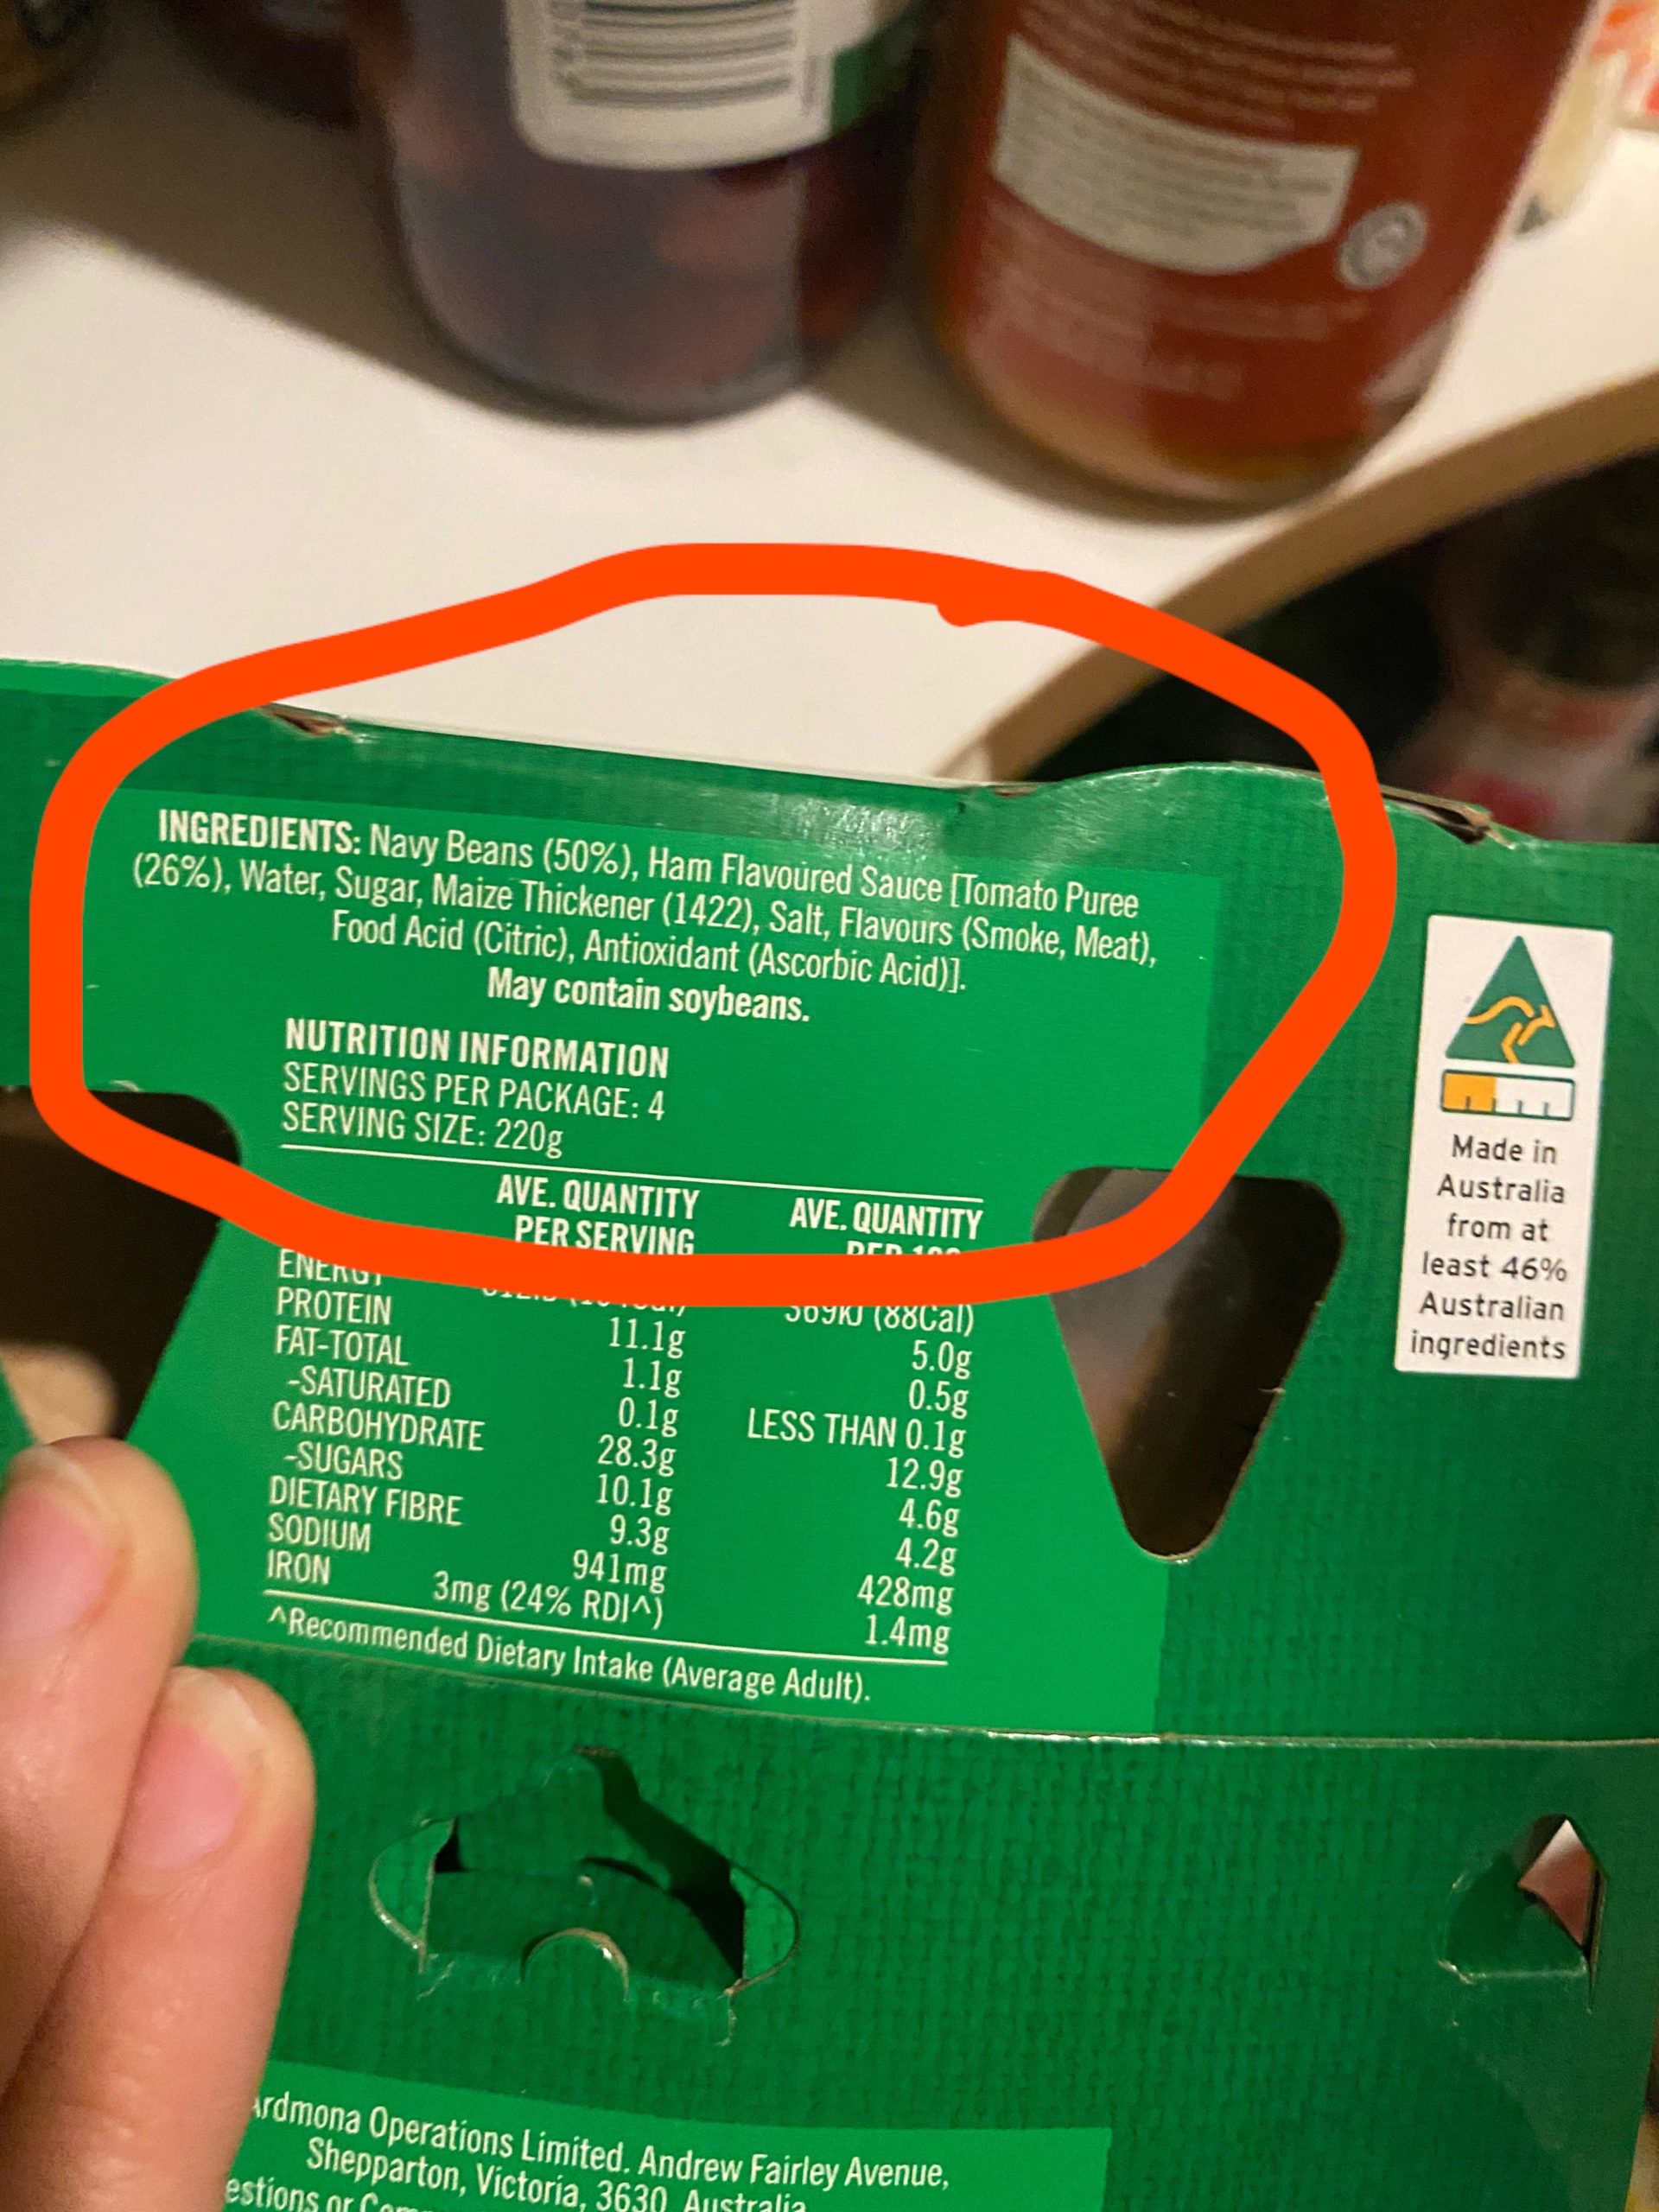 INGREDIENTS: Navy Beans (50%), Ham Flavoured Sauce [Tomato Puree
(26%), Water, Sugar, Maize Thickener (1422), Salt, Flavours (Smoke, Meat),
Food Acid (Citric), Antioxidant (Ascorbic Acid)].
May contain soybeans.
NUTRITION INFORMATION
SERVINGS PER PACKAGE: 4
SERVING SIZE: 220g
AVE. QUANTITY AVE. QUANTITY
PER SERVING PER
ENERGY 369kJ (88Cal)
PROTEIN 11.1g 5.0g
FAT-TOTAL 1.1g 0.5g
-SATURATED 0.1g LESS THAN 0.1g
CARBOHYDRATE 28.3g 12.9g
-SUGARS 10.1g 4.6g
DIETARY FIBRE 9.3g 4.2g
SODIUM 941mg 428mg
IRON 3mg (24% RDI^) 1.4mg
^Recommended Dietary Intake (Average Adult).
Made in
Australia
from at
least 46%
Australian
ingredients
Ardmona Operations Limited. Andrew Fairley Avenue,
Shepparton, Victoria, 3630, Australia
estions or